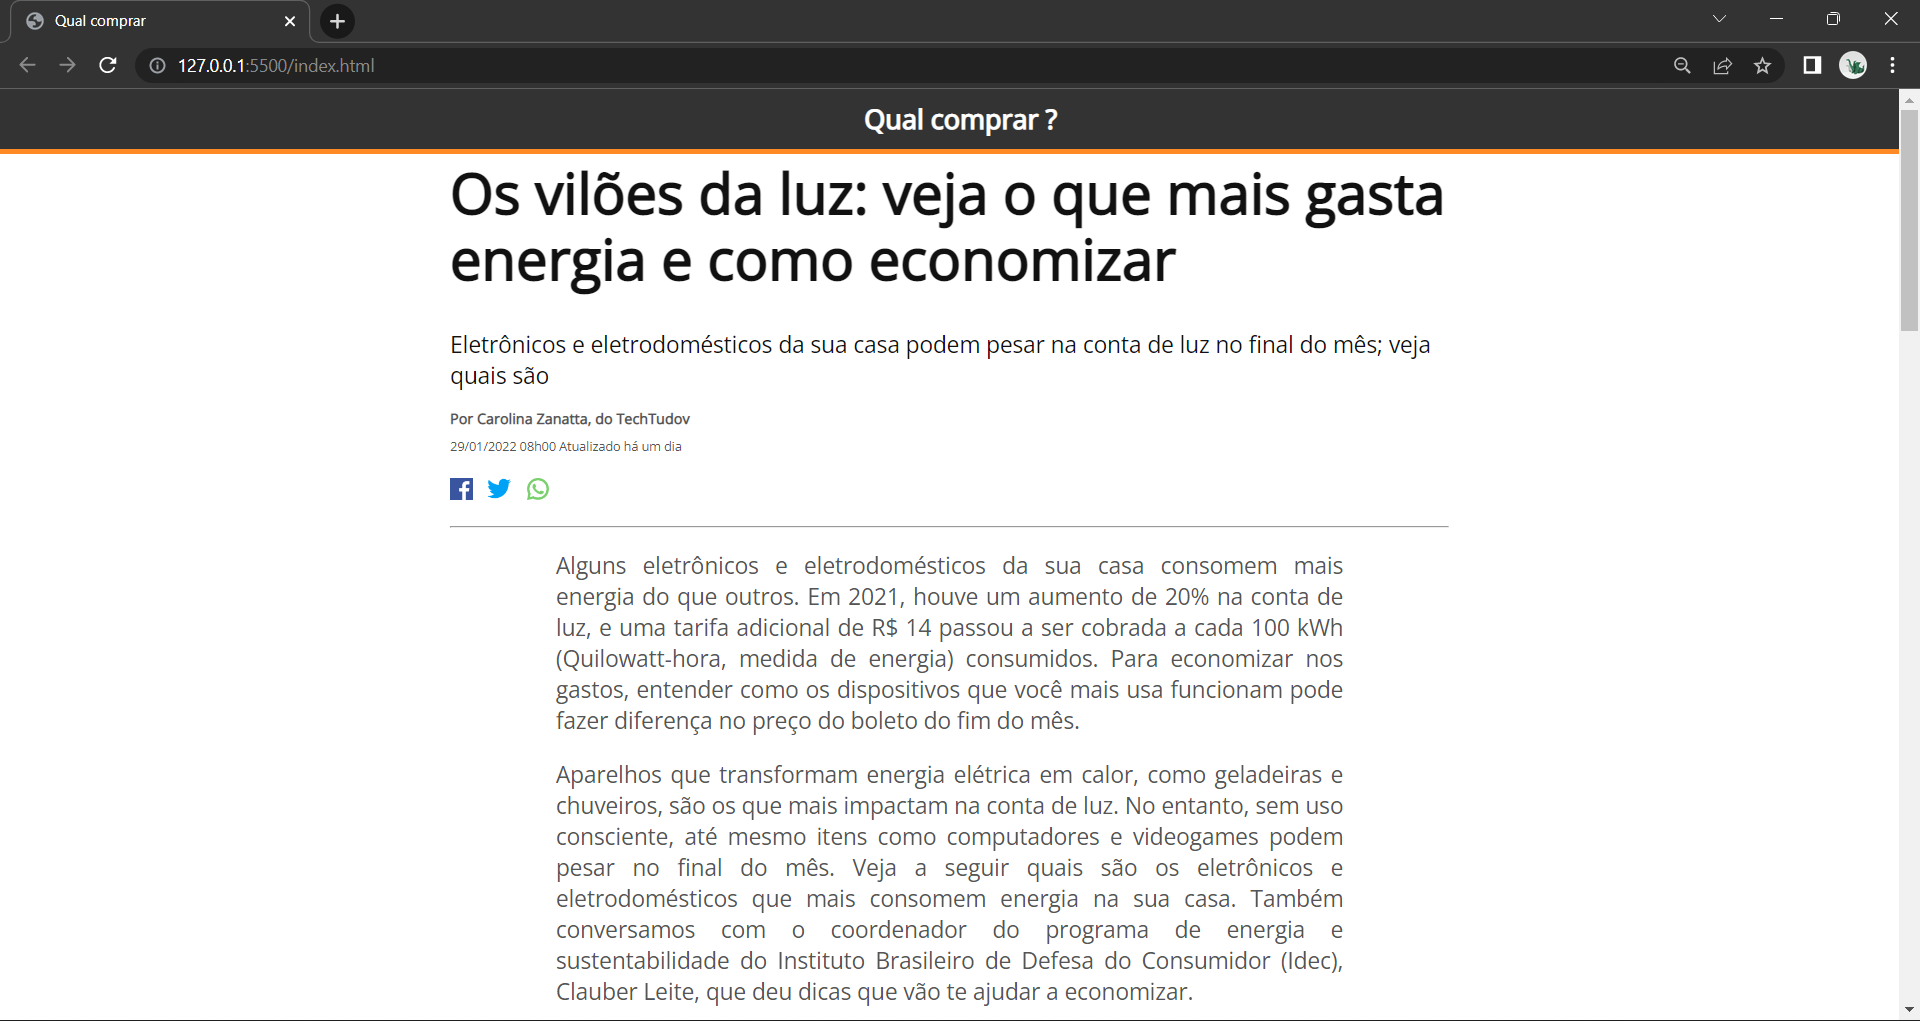 Qual comprar
127.0.0.1:5500/index.html
Qual comprar ?
Os vilões da luz: veja o que mais gasta
energia e como economizar
Eletrônicos e eletrodomésticos da sua casa podem pesar na conta de luz no final do mês; veja
quais são
Por Carolina Zanatta, do TechTudov
29/01/2022 08h00 Atualizado há um dia
Alguns eletrônicos e eletrodomésticos da sua casa consomem mais
energia do que outros. Em 2021, houve um aumento de 20% na conta de
luz, e uma tarifa adicional de R$ 14 passou a ser cobrada a cada 100 kWh
(Quilowatt-hora, medida de energia) consumidos. Para economizar nos
gastos, entender como os dispositivos que você mais usa funcionam pode
fazer diferença no preço do boleto do fim do mês.
Aparelhos que transformam energia elétrica em calor, como geladeiras e
chuveiros, são os que mais impactam na conta de luz. No entanto, sem uso
consciente, até mesmo itens como computadores e videogames podem
pesar no final do mês. Veja a seguir quais são os eletrônicos e
eletrodomésticos que mais consomem energia na sua casa. Também
conversamos com o coordenador do programa de energia e
sustentabilidade do Instituto Brasileiro de Defesa do Consumidor (Idec),
Clauber Leite, que deu dicas que vão te ajudar a economizar.